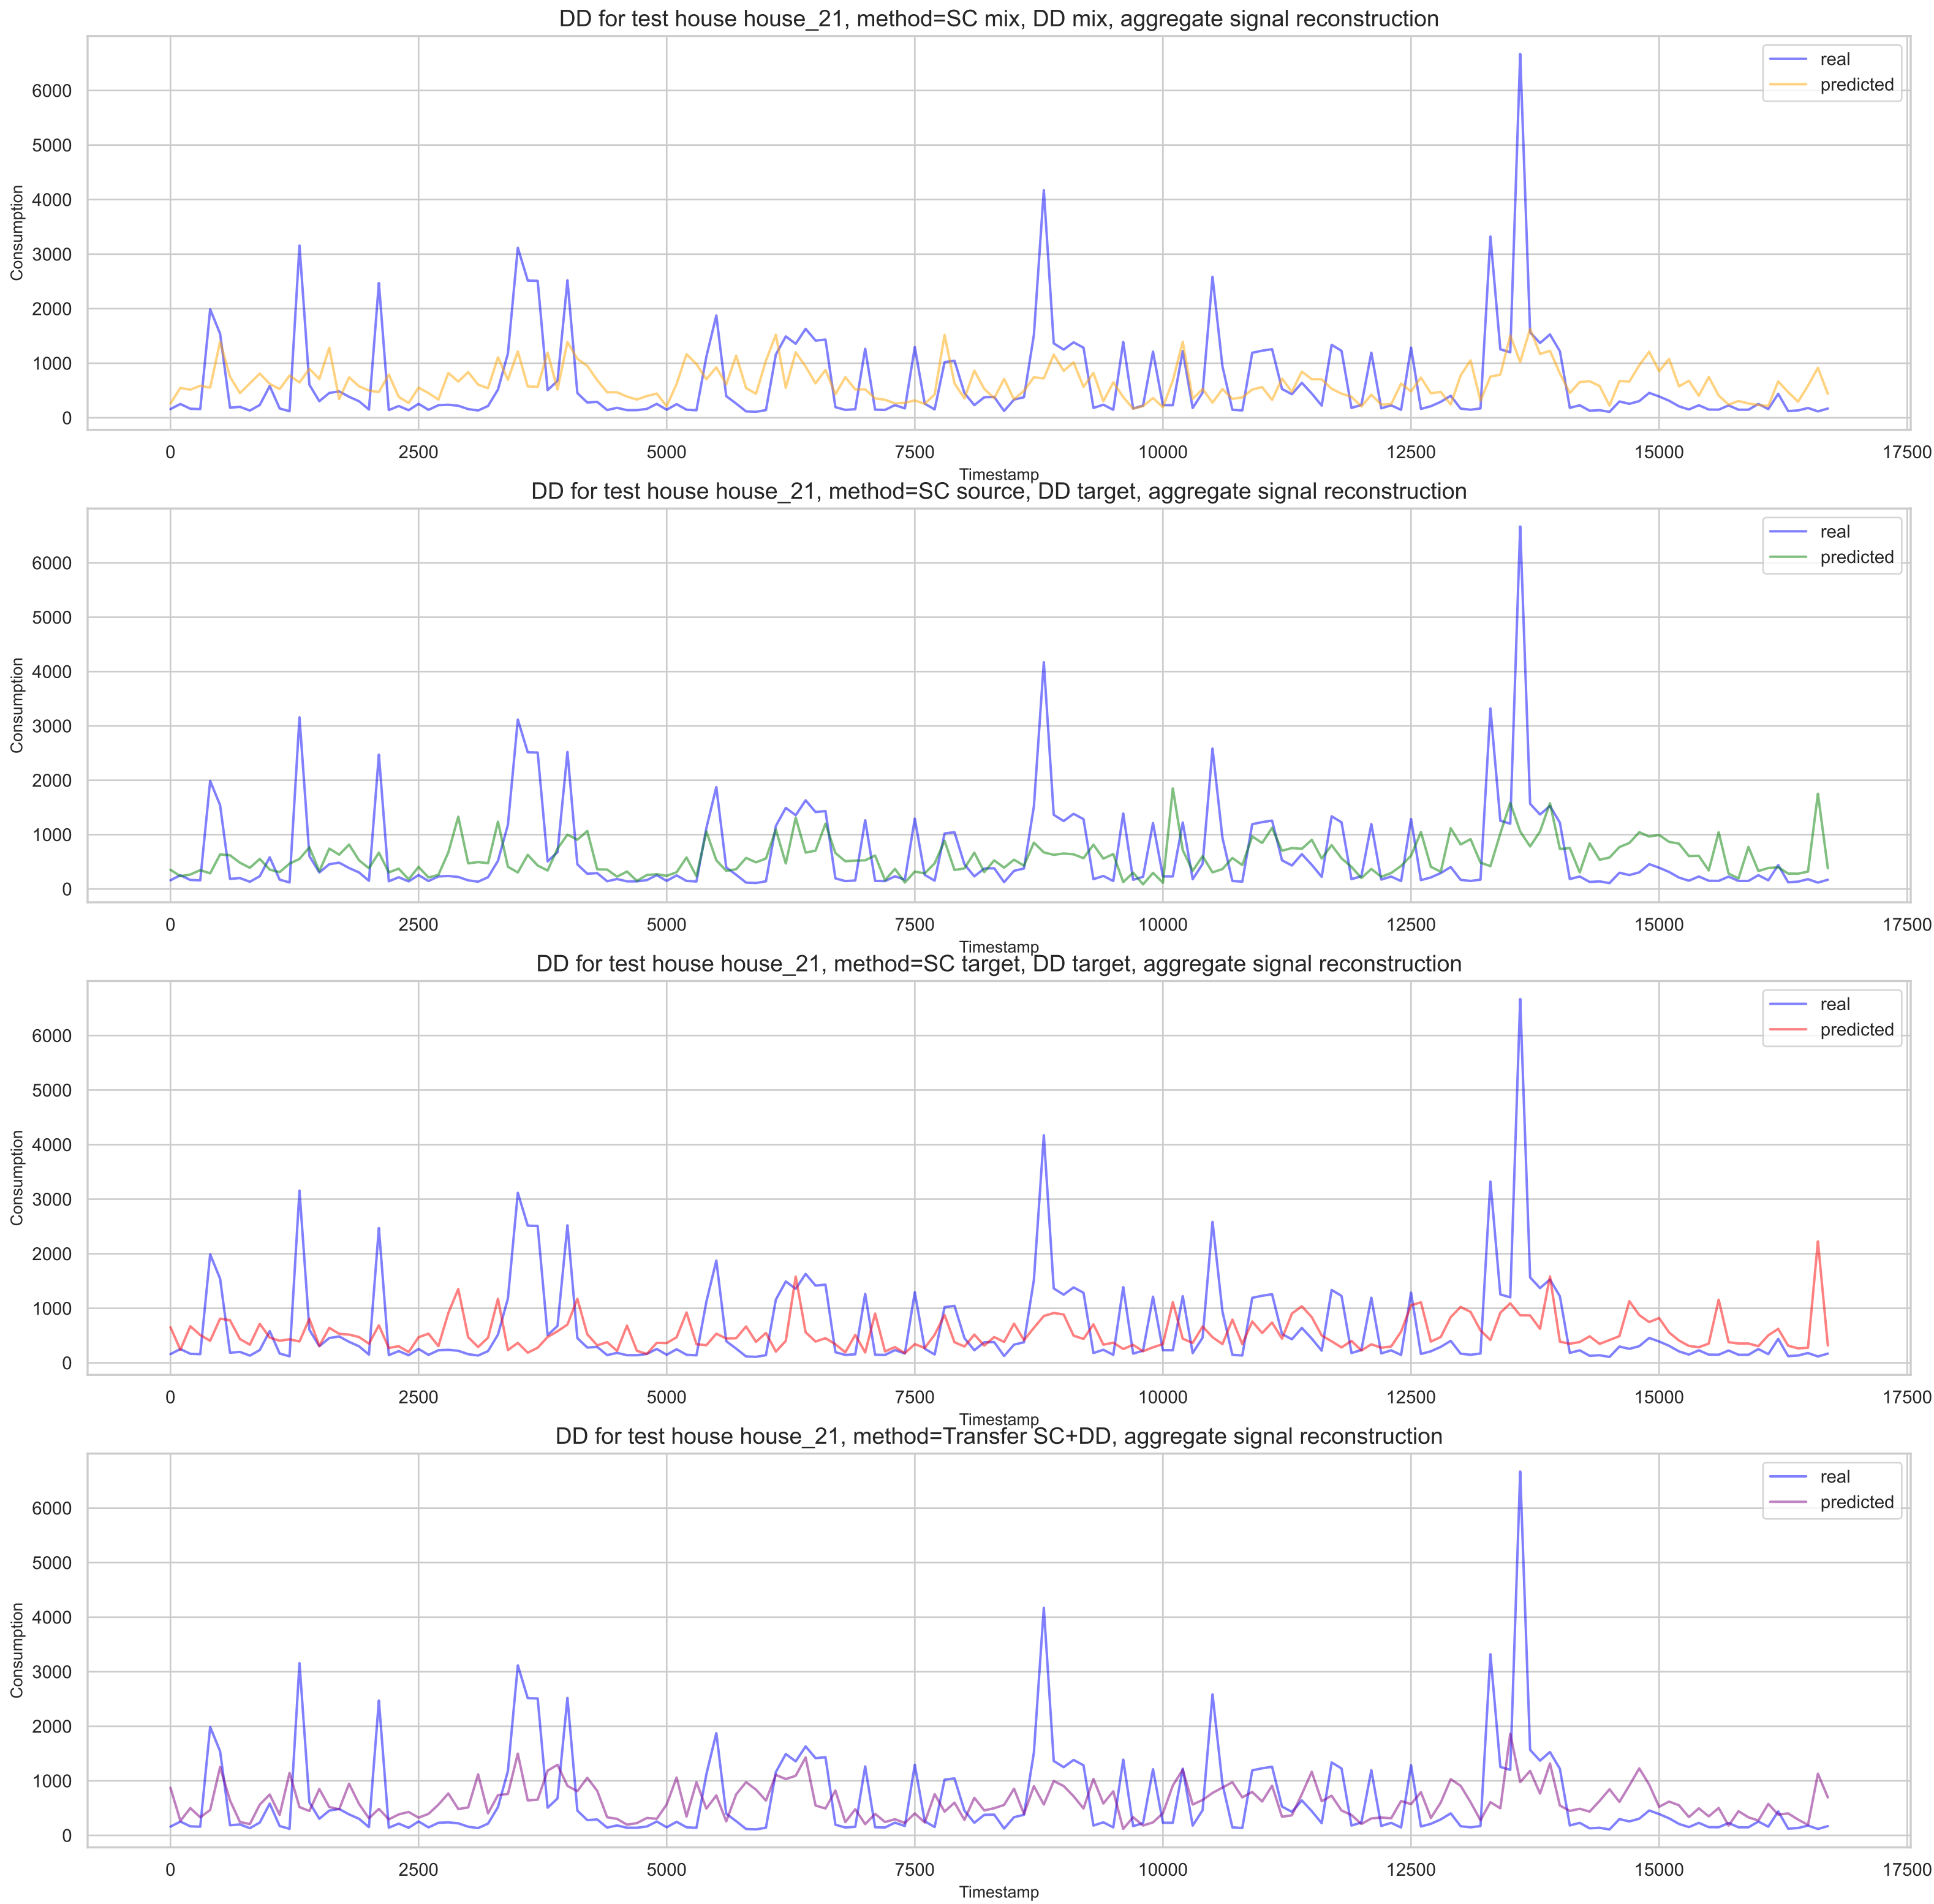 DD for test house house_21, method=SC mix, DD mix, aggregate signal reconstruction
real
predicted
6000
5000
4000
3000
2000
1000
0
Consumption
0 2500 5000 7500 10000 12500 15000 17500
Timestamp
DD for test house house_21, method=SC source, DD target, aggregate signal reconstruction
real
predicted
6000
5000
4000
3000
2000
1000
0
Consumption
0 2500 5000 7500 10000 12500 15000 17500
Timestamp
DD for test house house_21, method=SC target, DD target, aggregate signal reconstruction
real
predicted
6000
5000
4000
3000
2000
1000
0
Consumption
0 2500 5000 7500 10000 12500 15000 17500
Timestamp
DD for test house house_21, method=Transfer SC+DD, aggregate signal reconstruction
real
predicted
6000
5000
4000
3000
2000
1000
0
Consumption
0 2500 5000 7500 10000 12500 15000 17500
Timestamp